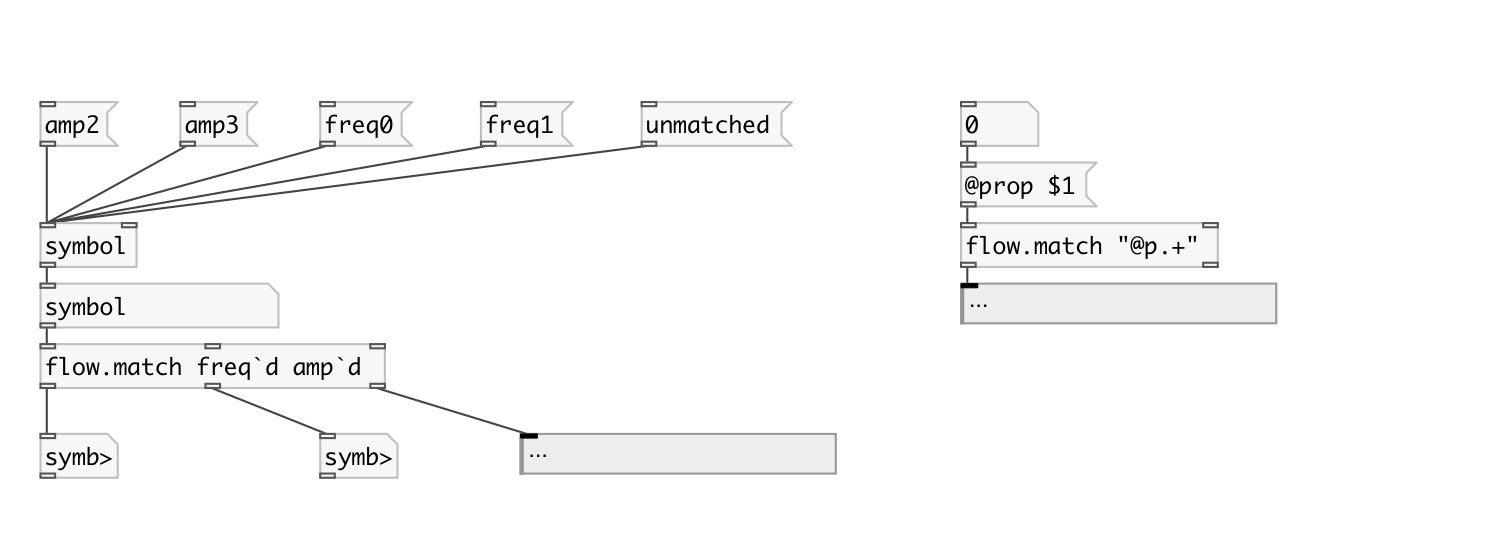 amp2
amp3
freq0
freq1
unmatched
symbol
symbol
flow.match freq`d amp`d
symb>
symb>
...
0
@prop $1
flow.match "@p.+"
...